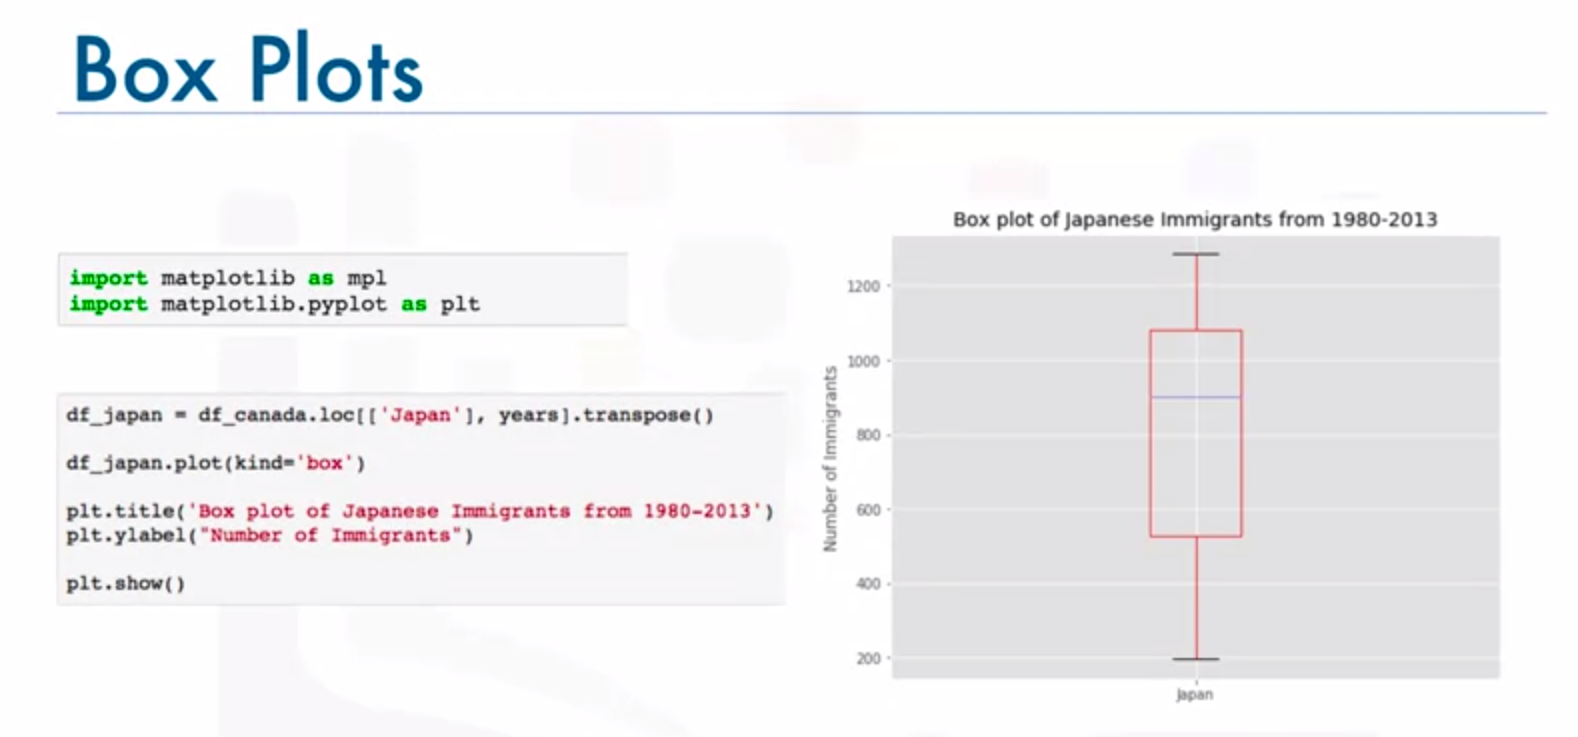 Box Plots
import matplotlib as mpl
import matplotlib.pyplot as plt
df_japan = df_canada.loc[['Japan'], years].transpose()
df_japan.plot(kind='box')
plt.title('Box plot of Japanese Immigrants from 1980-2013')
plt.ylabel("Number of Immigrants")
plt.show()
Box plot of Japanese Immigrants from 1980-2013
Number of Immigrants
1200
1000
800
600
400
200
Japan